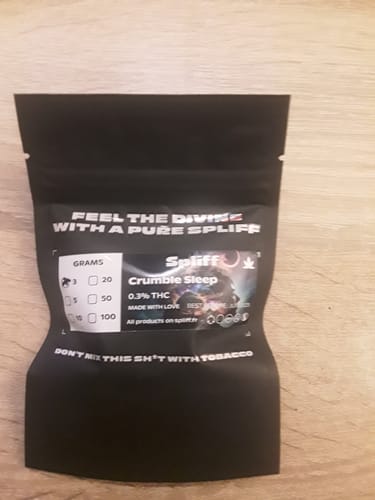 FEEL THE DIVINE
WITH A PURE SPLIFF
GRAMS
3
20
5
50
10
100
Spliff
Crumble Sleep
0.3% THC
MADE WITH LOVE
BEST
All products on spliff.fr
DON'T MIX THIS SH*T WITH TOBACCO